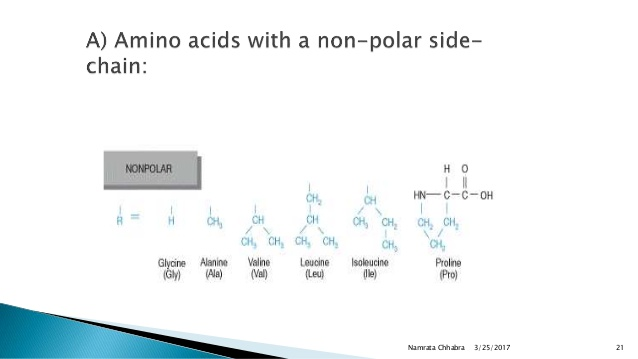 A) Amino acids with a non-polar side-
chain:
NONPOLAR
H O
HN—C—C—OH
R = H CH3 CH CH2 CH CH CH2 CH2
CH3 CH3 CH CH3 CH2 CH2
CH3 CH3 CH3
Glycine Alanine Valine Leucine Isoleucine Proline
(Gly) (Ala) (Val) (Leu) (Ile) (Pro)
Namrata Chhabra 3/25/2017 21